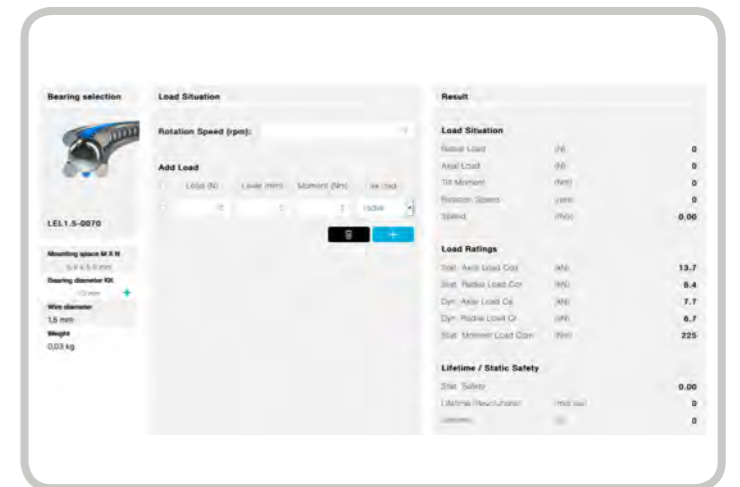 Bearing selection
LEL1.5-0070
Mounting space M X N
Bearing diameter KK
mm +
Wire diameter
1,5 mm
Weight
0,03 kg
Load Situation
Rotation Speed (rpm):
Add Load
Load (N) Lever (mm) Moment (Nm)
radial
+
Result
Load Situation
Radial Load (N) 0
Axial Load (N) 0
Tilt Moment (Nm) 0
Rotation Speed (rpm) 0
Speed (m/s) 0.00
Load Ratings
Stat. Axial Load Coa (kN) 13.7
Stat. Radial Load Cor (kN) 6.4
Dyn. Axial Load Ca (kN) 7.7
Dyn. Radial Load Cr (kN) 6.7
Stat. Moment Load Com (Nm) 225
Lifetime / Static Safety
Stat. Safety 0.00
0
0